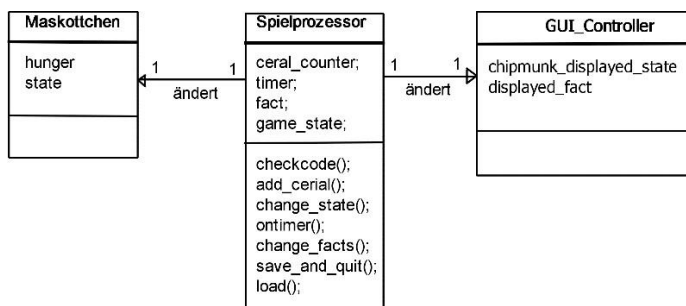 Maskottchen
hunger
state
1
1
ändert
Spielprozessor
ceral_counter;
timer;
fact;
game_state;
checkcode();
add_cerial();
change_state();
ontimer();
change_facts();
save_and_quit();
load();
1
1
ändert
GUI_Controller
chipmunk_displayed_state
displayed_fact